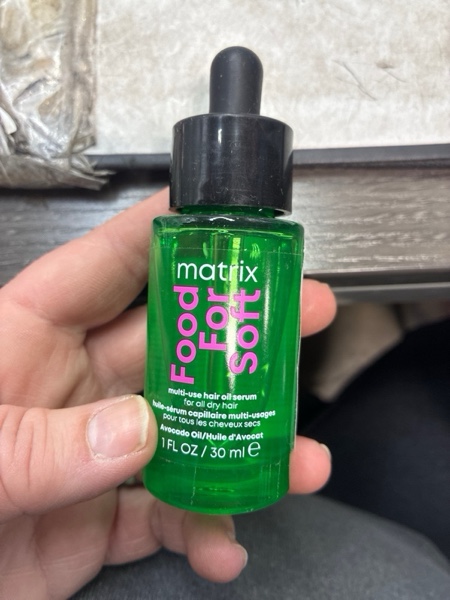 matrix
Food
For
Soft
multi-use hair oil serum
for all dry hair
huile-sérum capillaire multi-usages
pour tous les cheveux secs
Avocado Oil/Huile d'Avocat
1 FL OZ / 30 ml ℮